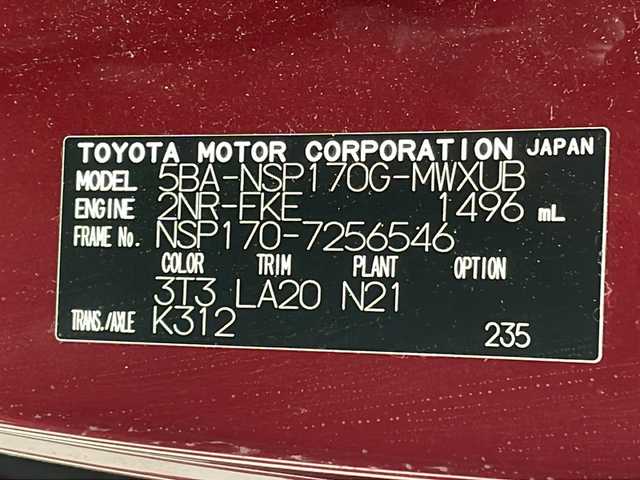 TOYOTA MOTOR CORPORATION JAPAN
MODEL 5BA-NSP170G-MWXUB
ENGINE 2NR-FKE 1496 mL
FRAME No. NSP170-7256546
COLOR TRIM PLANT OPTION
3T3 LA20 N21
TRANS./AXLE K312
235